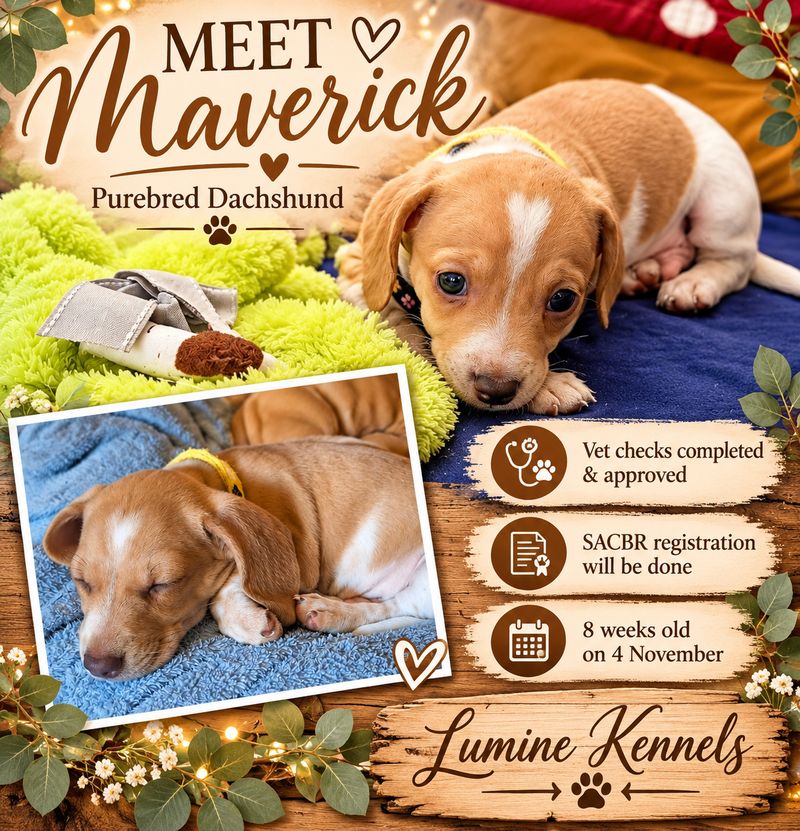 MEET
Maverick
Purebred Dachshund
Vet checks completed
& approved
SACBR registration
will be done
8 weeks old
on 4 November
Lumine Kennels